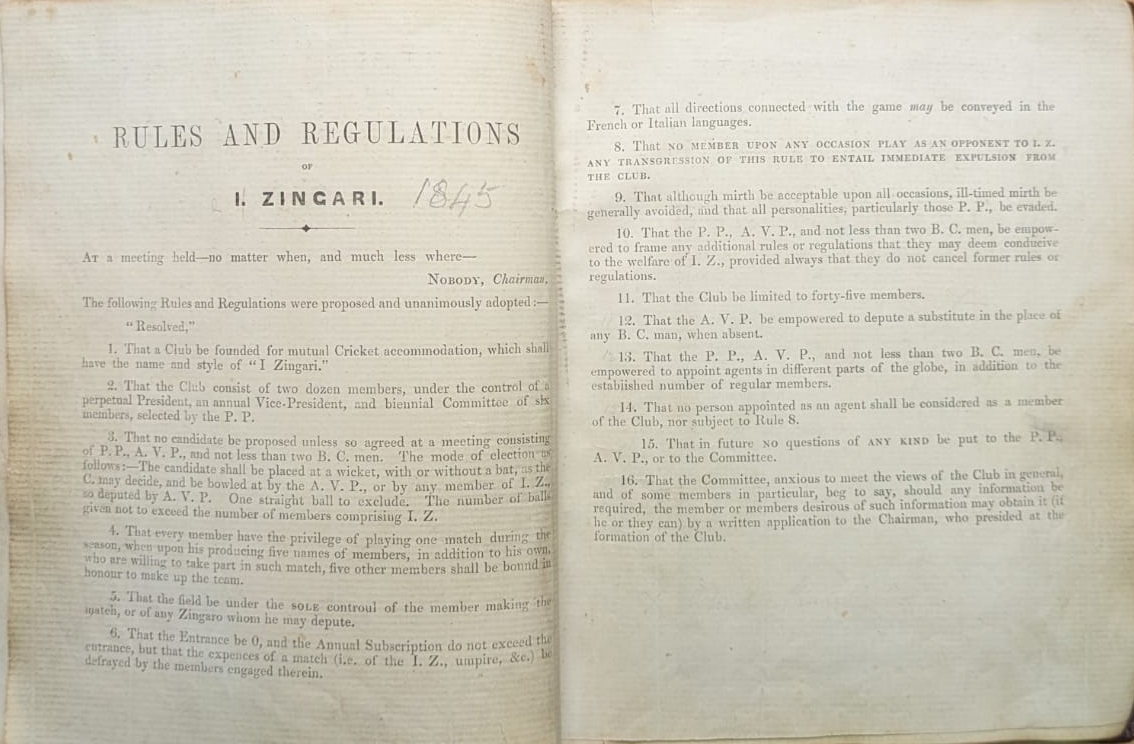 RULES AND REGULATIONS
OF
I. ZINGARI. 1845
AT a meeting held—no matter when, and much less where—
NOBODY, Chairman.
The following Rules and Regulations were proposed and unanimously adopted:—
"Resolved,"
1. That a Club be founded for mutual Cricket accommodation, which shall
have the name and style of "I Zingari."
2. That the Club consist of two dozen members, under the control of a
perpetual President, an annual Vice-President, and biennial Committee of six
members, selected by the P. P.
3. That no candidate be proposed unless so agreed at a meeting consisting
of P. P., A. V. P., and not less than two B. C. men. The mode of election as
follows:—The candidate shall be placed at a wicket, with or without a bat, as the
C. may decide, and be bowled at by the A. V. P., or by any member of I. Z.,
so deputed by A. V. P. One straight ball to exclude. The number of balls
given not to exceed the number of members comprising I. Z.
4. That every member have the privilege of playing one match during the
season, when upon his producing five names of members, in addition to his own,
who are willing to take part in such match, five other members shall be bound in
honour to make up the team.
5. That the field be under the SOLE controul of the member making the
match, or of any Zingaro whom he may depute.
6. That the Entrance be 0, and the Annual Subscription do not exceed the
entrance, but that the expences of a match (i.e. of the I. Z., umpire, &c.) be
defrayed by the members engaged therein.
7. That all directions connected with the game may be conveyed in the
French or Italian languages.
8. That NO MEMBER UPON ANY OCCASION PLAY AS AN OPPONENT TO I. Z.
ANY TRANSGRESSION OF THIS RULE TO ENTAIL IMMEDIATE EXPULSION FROM
THE CLUB.
9. That although mirth be acceptable upon all occasions, ill-timed mirth be
generally avoided, and that all personalities, particularly those P. P., be evaded.
10. That the P. P., A. V. P., and not less than two B. C. men, be empow-
ered to frame any additional rules or regulations that they may deem conducive
to the welfare of I. Z., provided always that they do not cancel former rules or
regulations.
11. That the Club be limited to forty-five members.
12. That the A. V. P. be empowered to depute a substitute in the place of
any B. C. man, when absent.
13. That the P. P., A. V. P., and not less than two B. C. men, be
empowered to appoint agents in different parts of the globe, in addition to the
established number of regular members.
14. That no person appointed as an agent shall be considered as a member
of the Club, nor subject to Rule 8.
15. That in future NO questions of ANY KIND be put to the P. P.,
A. V. P., or to the Committee.
16. That the Committee, anxious to meet the views of the Club in general,
and of some members in particular, beg to say, should any information be
required, the member or members desirous of such information may obtain it (if
he or they can) by a written application to the Chairman, who presided at the
formation of the Club.